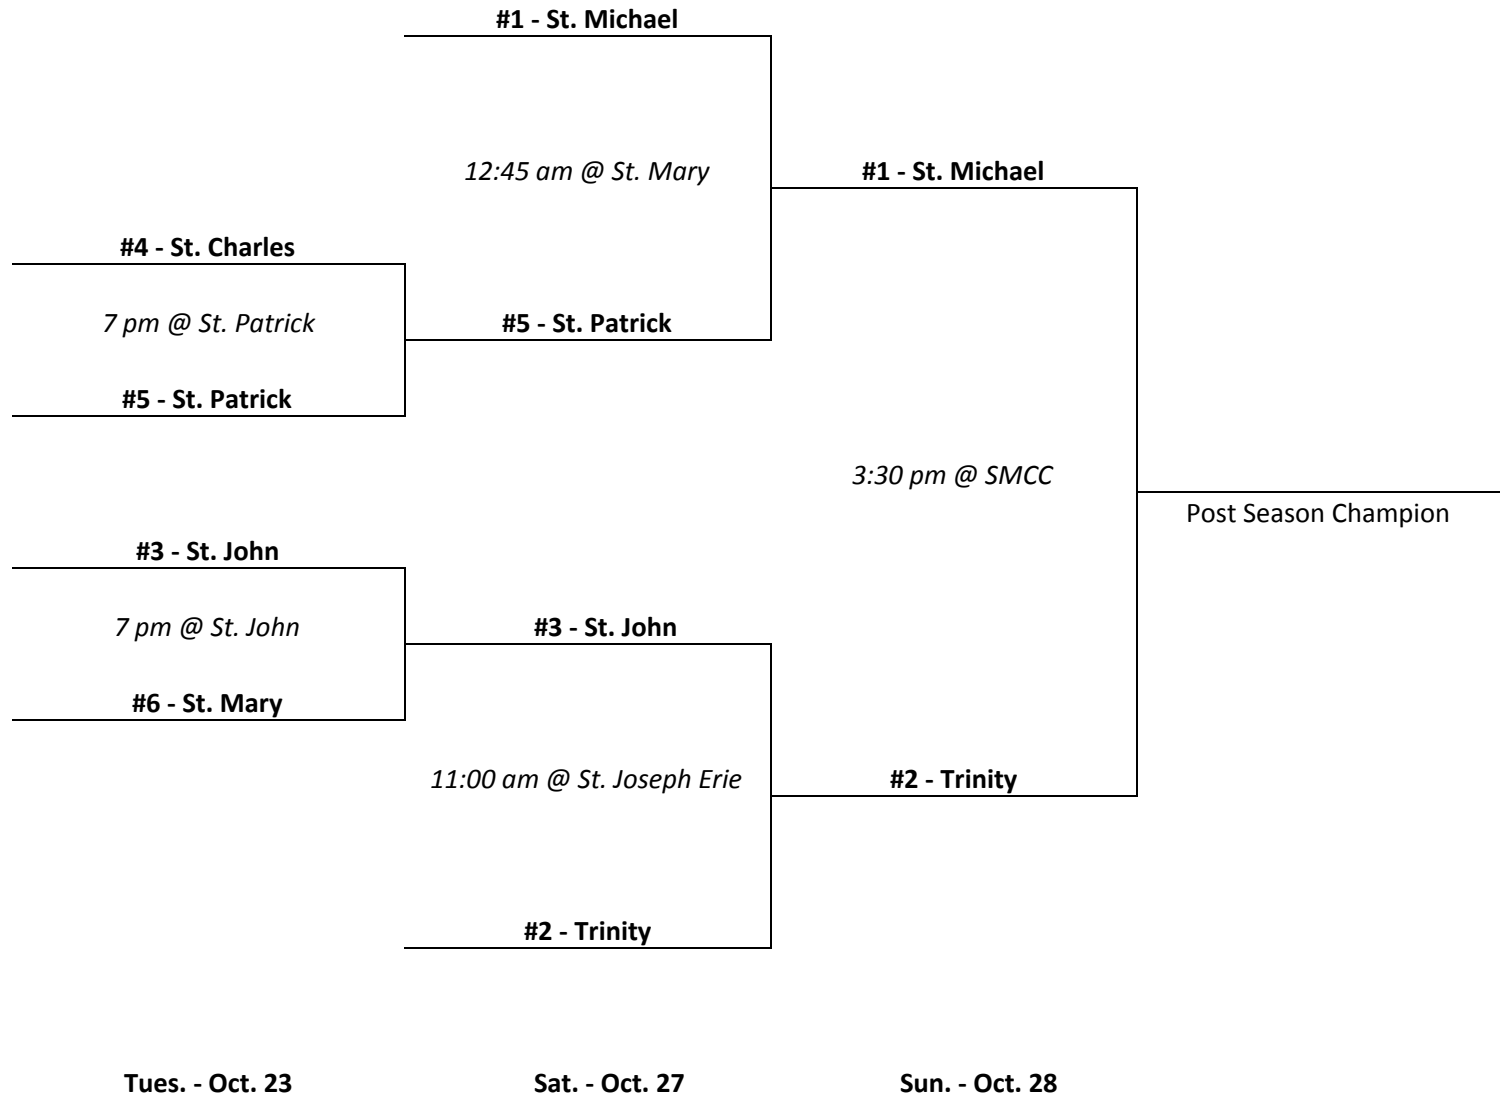 #1 - St. Michael
12:45 am @ St. Mary
#1 - St. Michael
#4 - St. Charles
7 pm @ St. Patrick
#5 - St. Patrick
#5 - St. Patrick
3:30 pm @ SMCC
Post Season Champion
#3 - St. John
7 pm @ St. John
#3 - St. John
#6 - St. Mary
11:00 am @ St. Joseph Erie
#2 - Trinity
#2 - Trinity
Tues. - Oct. 23
Sat. - Oct. 27
Sun. - Oct. 28